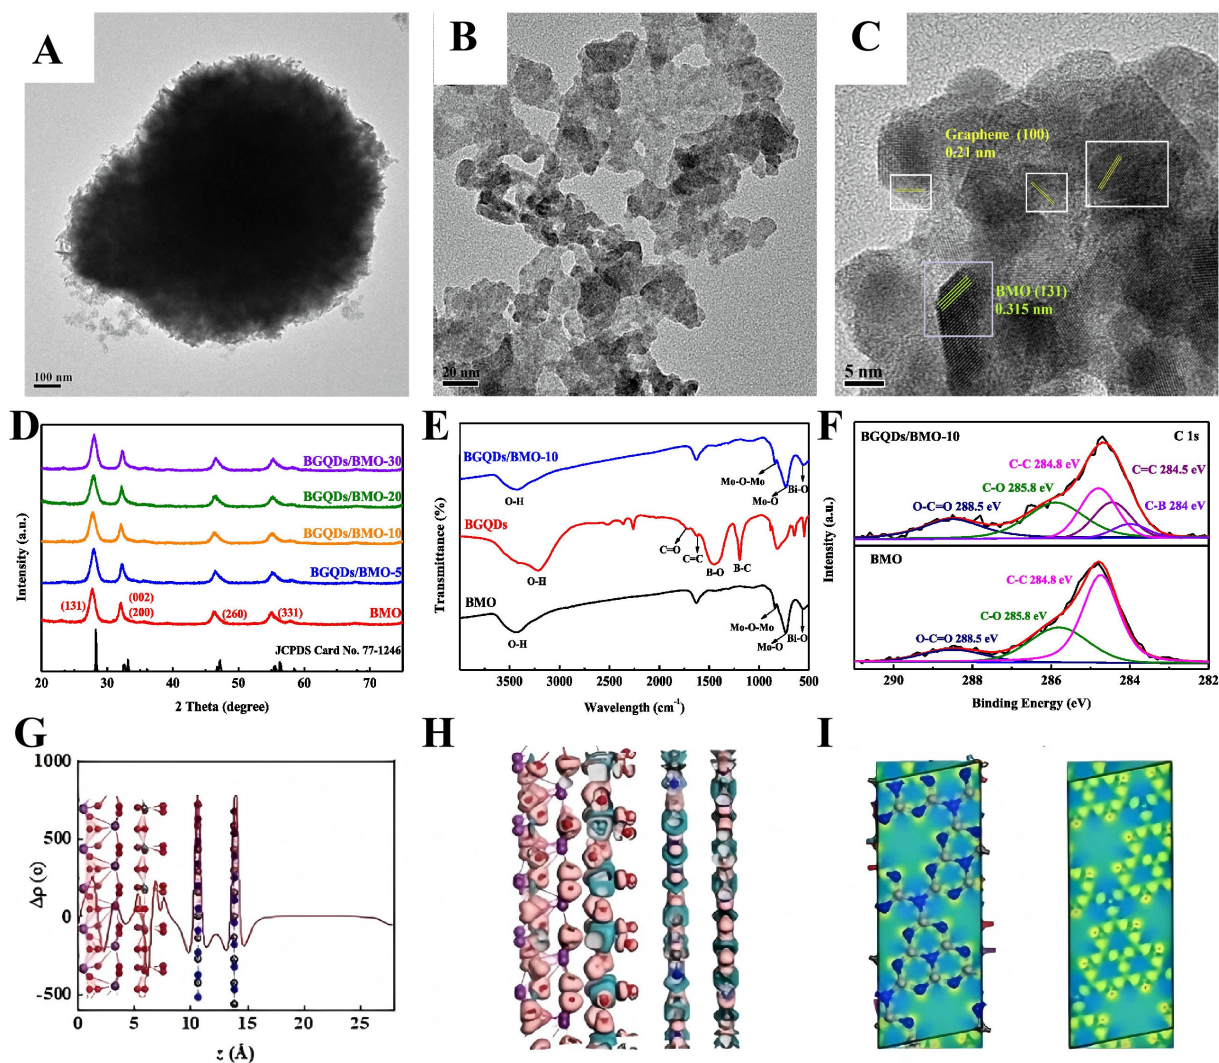 A
100 nm
B
20 nm
C
Graphene (100)
0.21 nm
BMO (131)
0.315 nm
5 nm
D
BGQDs/BMO-30
BGQDs/BMO-20
BGQDs/BMO-10
BGQDs/BMO-5
(131)
(002)
(200)
(260)
(331)
BMO
JCPDS Card No. 77-1246
Intensity (a.u.)
20 30 40 50 60 70
2 Theta (degree)
E
BGQDs/BMO-10
O-H
Mo-O-Mo
Mo-O
Bi-O
BGQDs
O-H
C=O
C=C
B-O
B-C
BMO
O-H
Mo-O-Mo
Mo-O
Bi-O
Transmittance (%)
4000 3500 3000 2500 2000 1500 1000 500
Wavelength (cm-1)
F
BGQDs/BMO-10
C 1s
C-C 284.8 eV
C=C 284.5 eV
C-O 285.8 eV
C-B 284 eV
O-C=O 288.5 eV
BMO
C-C 284.8 eV
C-O 285.8 eV
O-C=O 288.5 eV
Intensity (a.u.)
290 288 286 284 282
Binding Energy (eV)
G
1000
500
0
-500
Δρ (o)
0 5 10 15 20 25
z (Å)
H
I